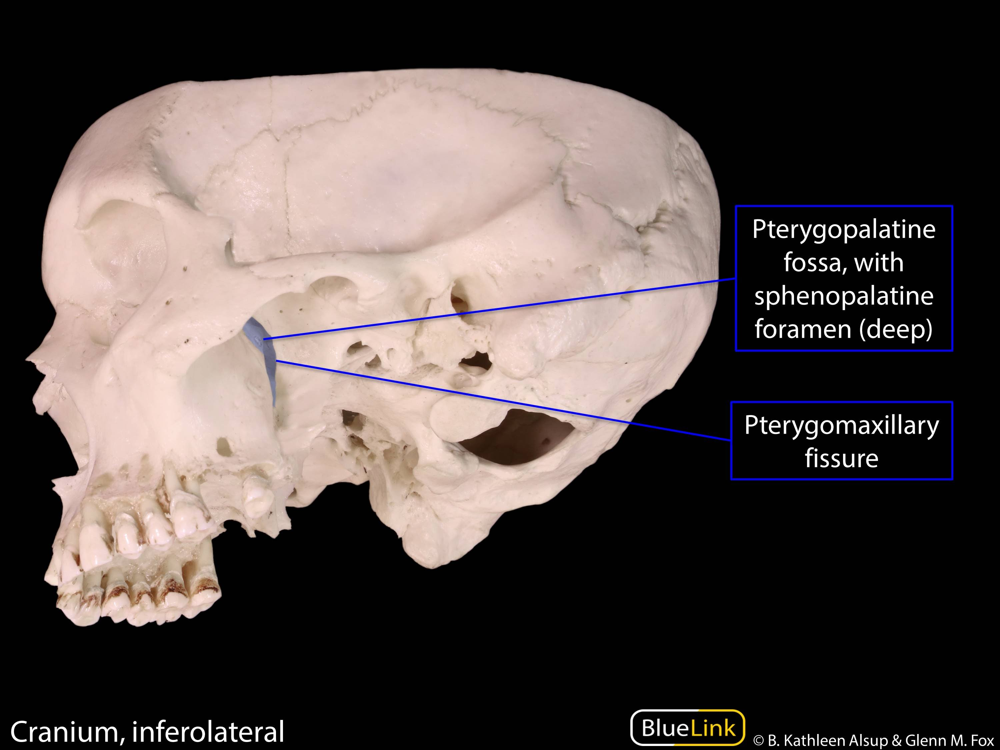 Pterygopalatine
fossa, with
sphenopalatine
foramen (deep)
Pterygomaxillary
fissure
Cranium, inferolateral
BlueLink
© B. Kathleen Alsup & Glenn M. Fox